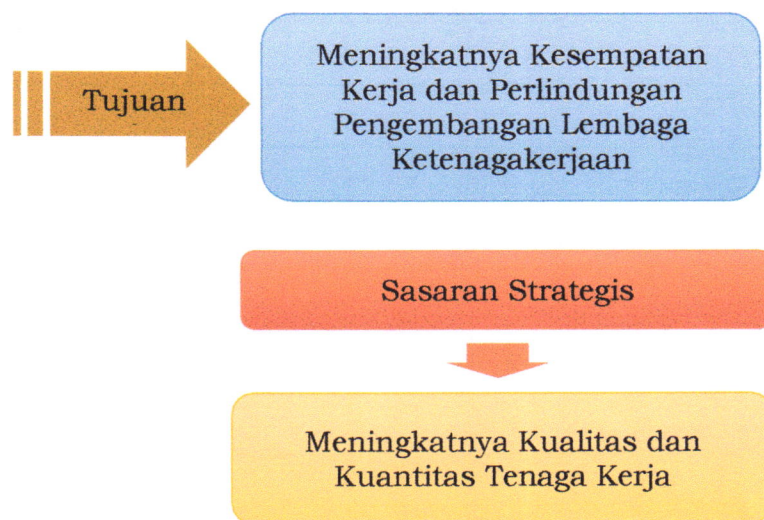 Tujuan
Meningkatnya Kesempatan
Kerja dan Perlindungan
Pengembangan Lembaga
Ketenagakerjaan
Sasaran Strategis
Meningkatnya Kualitas dan
Kuantitas Tenaga Kerja